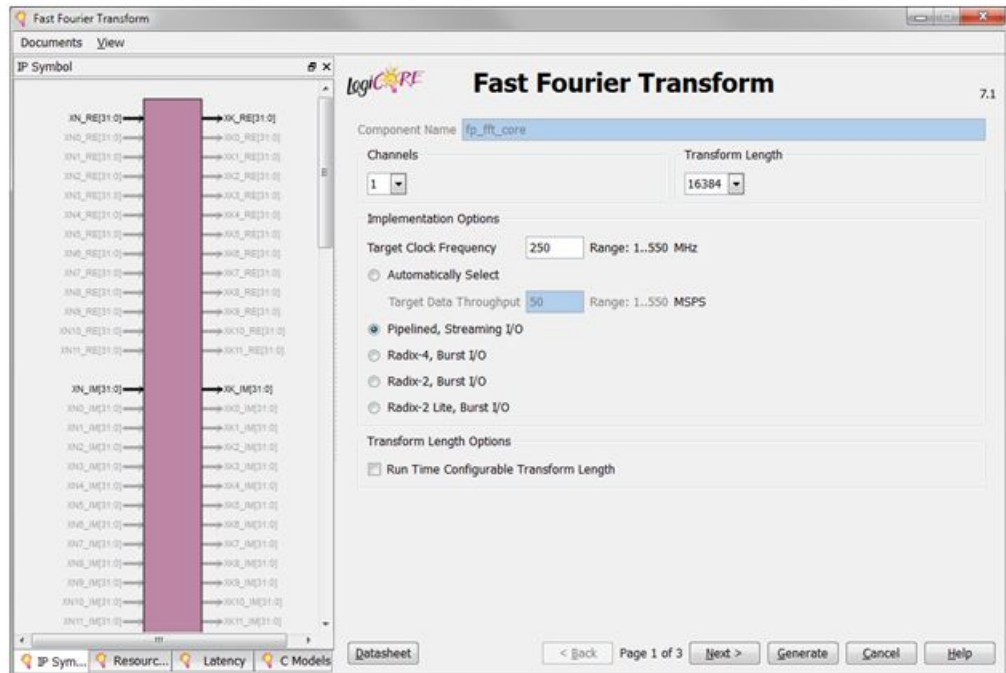 Fast Fourier Transform
Documents View
IP Symbol
XN_RE[31:0] XK_RE[31:0]
XN0_RE[31:0] XK0_RE[31:0]
XN1_RE[31:0] XK1_RE[31:0]
XN2_RE[31:0] XK2_RE[31:0]
XN3_RE[31:0] XK3_RE[31:0]
XN4_RE[31:0] XK4_RE[31:0]
XN5_RE[31:0] XK5_RE[31:0]
XN6_RE[31:0] XK6_RE[31:0]
XN7_RE[31:0] XK7_RE[31:0]
XN8_RE[31:0] XK8_RE[31:0]
XN9_RE[31:0] XK9_RE[31:0]
XN10_RE[31:0] XK10_RE[31:0]
XN11_RE[31:0] XK11_RE[31:0]
XN_IM[31:0] XK_IM[31:0]
XN0_IM[31:0] XK0_IM[31:0]
XN1_IM[31:0] XK1_IM[31:0]
XN2_IM[31:0] XK2_IM[31:0]
XN3_IM[31:0] XK3_IM[31:0]
XN4_IM[31:0] XK4_IM[31:0]
XN5_IM[31:0] XK5_IM[31:0]
XN6_IM[31:0] XK6_IM[31:0]
XN7_IM[31:0] XK7_IM[31:0]
XN8_IM[31:0] XK8_IM[31:0]
XN9_IM[31:0] XK9_IM[31:0]
XN10_IM[31:0] XK10_IM[31:0]
XN11_IM[31:0] XK11_IM[31:0]
IP Sym... Resourc... Latency C Models
LogiCORE Fast Fourier Transform 7.1
Component Name fp_fft_core
Channels Transform Length
1 16384
Implementation Options
Target Clock Frequency 250 Range: 1..550 MHz
Automatically Select
Target Data Throughput 50 Range: 1..550 MSPS
Pipelined, Streaming I/O
Radix-4, Burst I/O
Radix-2, Burst I/O
Radix-2 Lite, Burst I/O
Transform Length Options
Run Time Configurable Transform Length
Datasheet < Back Page 1 of 3 Next > Generate Cancel Help